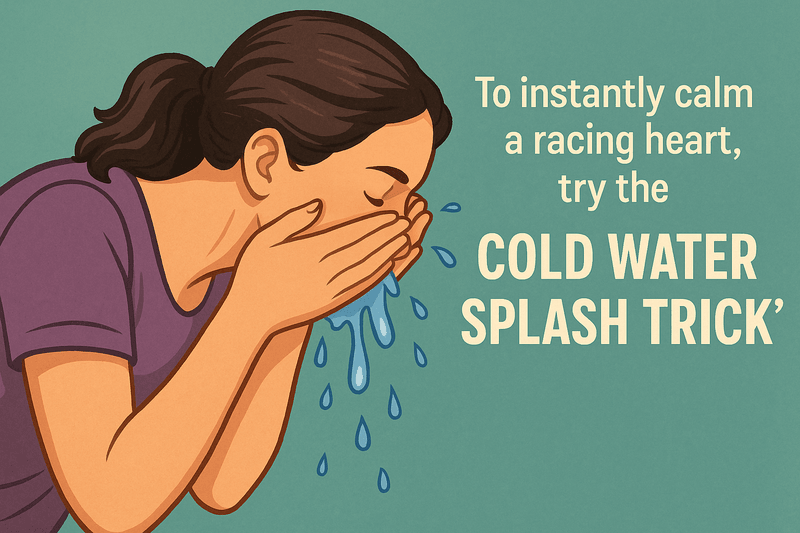 To instantly calm
a racing heart,
try the
COLD WATER
SPLASH TRICK’